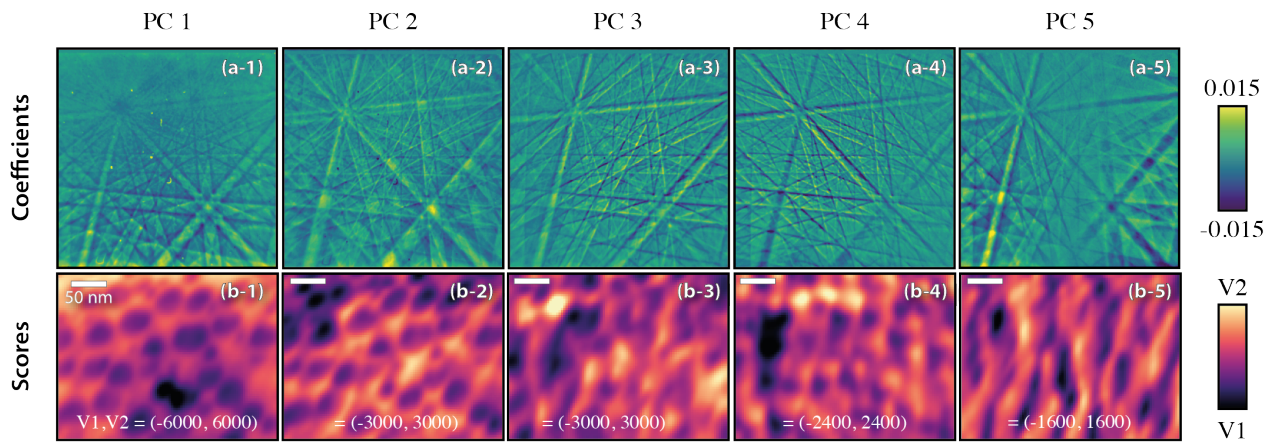 PC 1 PC 2 PC 3 PC 4 PC 5
Coefficients
(a-1) (a-2) (a-3) (a-4) (a-5)
0.015
-0.015
Scores
(b-1) (b-2) (b-3) (b-4) (b-5)
50 nm
V2
V1,V2 = (-6000, 6000) = (-3000, 3000) = (-3000, 3000) = (-2400, 2400) = (-1600, 1600)
V1